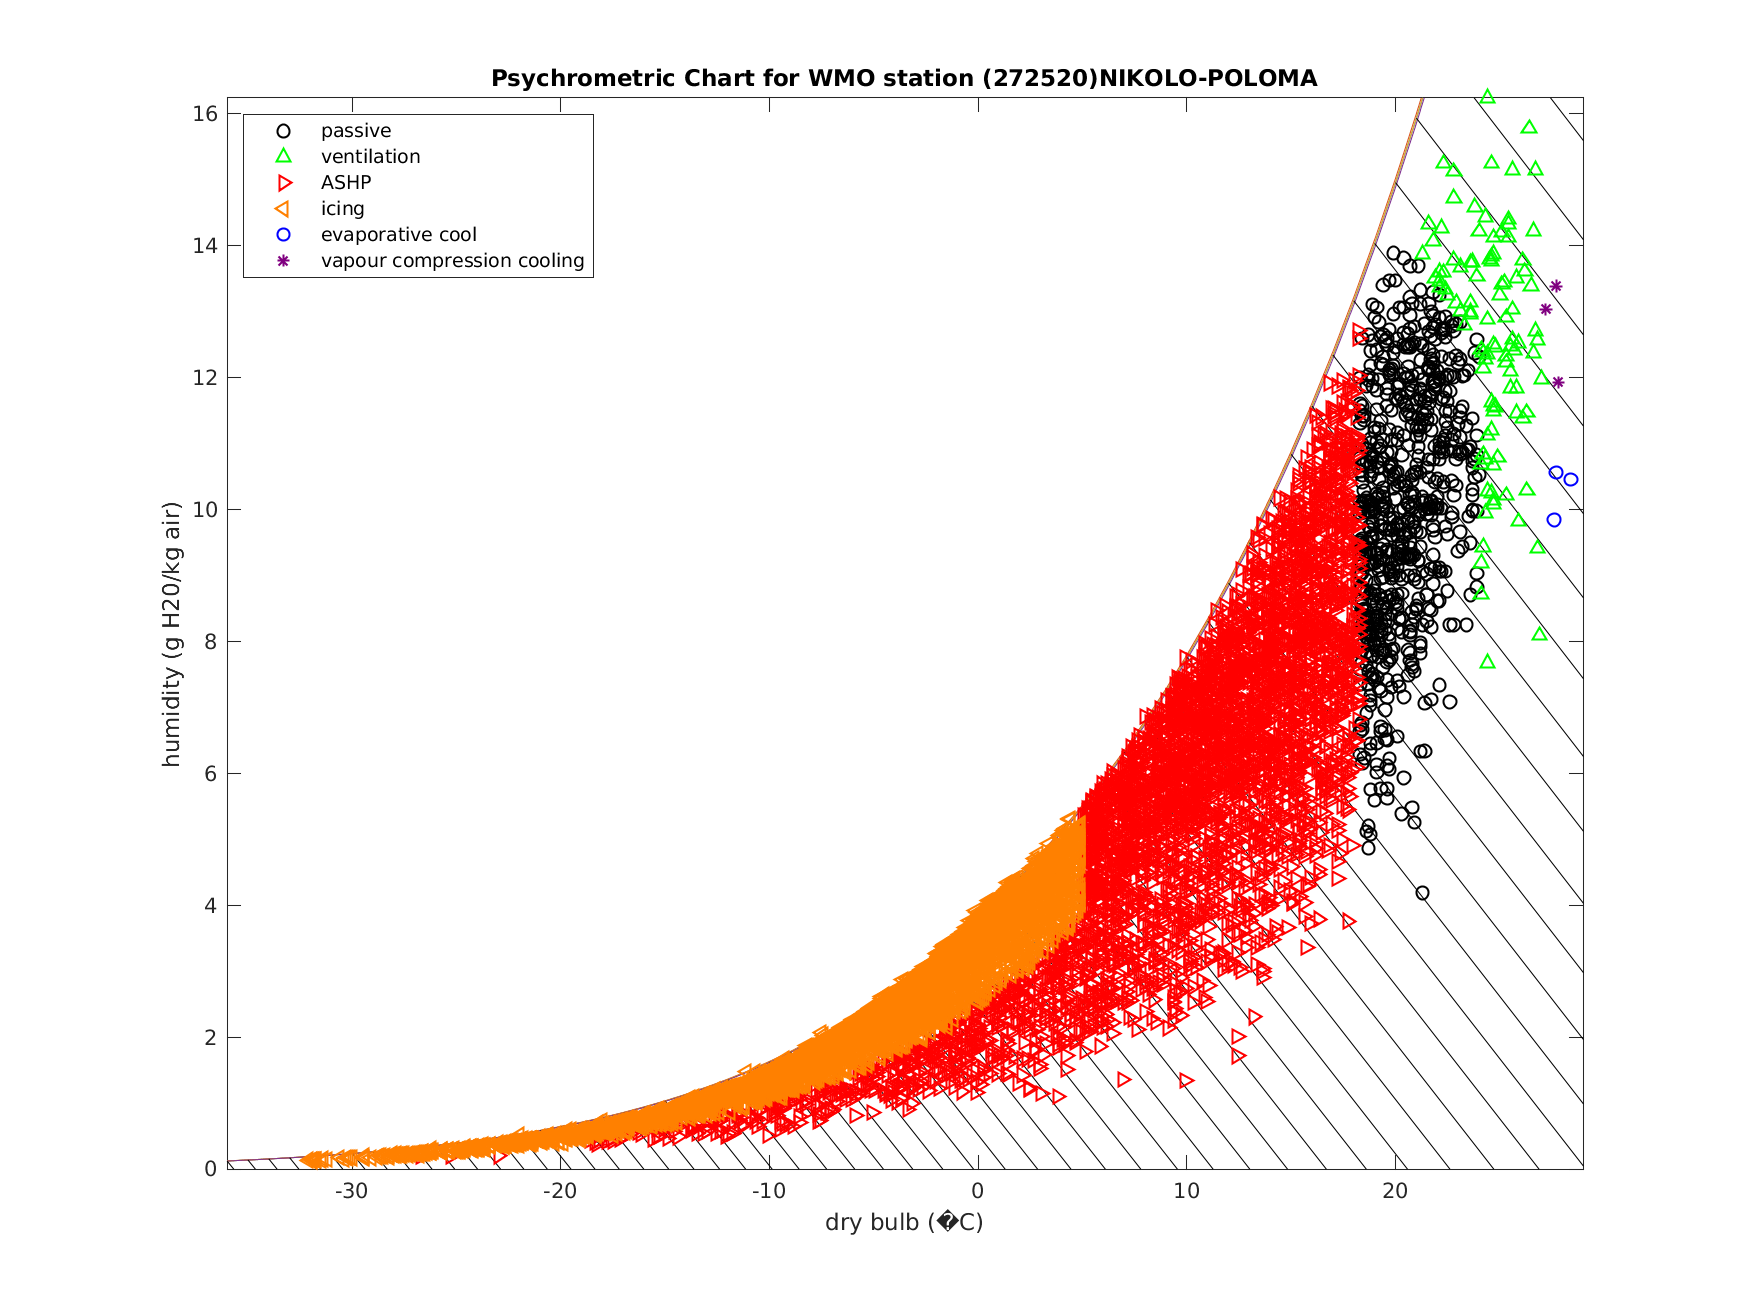 Psychrometric Chart for WMO station (272520)NIKOLO-POLOMA
passive
ventilation
ASHP
icing
evaporative cool
vapour compression cooling
humidity (g H20/kg air)
16
14
12
10
8
6
4
2
0
-30
-20
-10
0
10
20
dry bulb (�C)